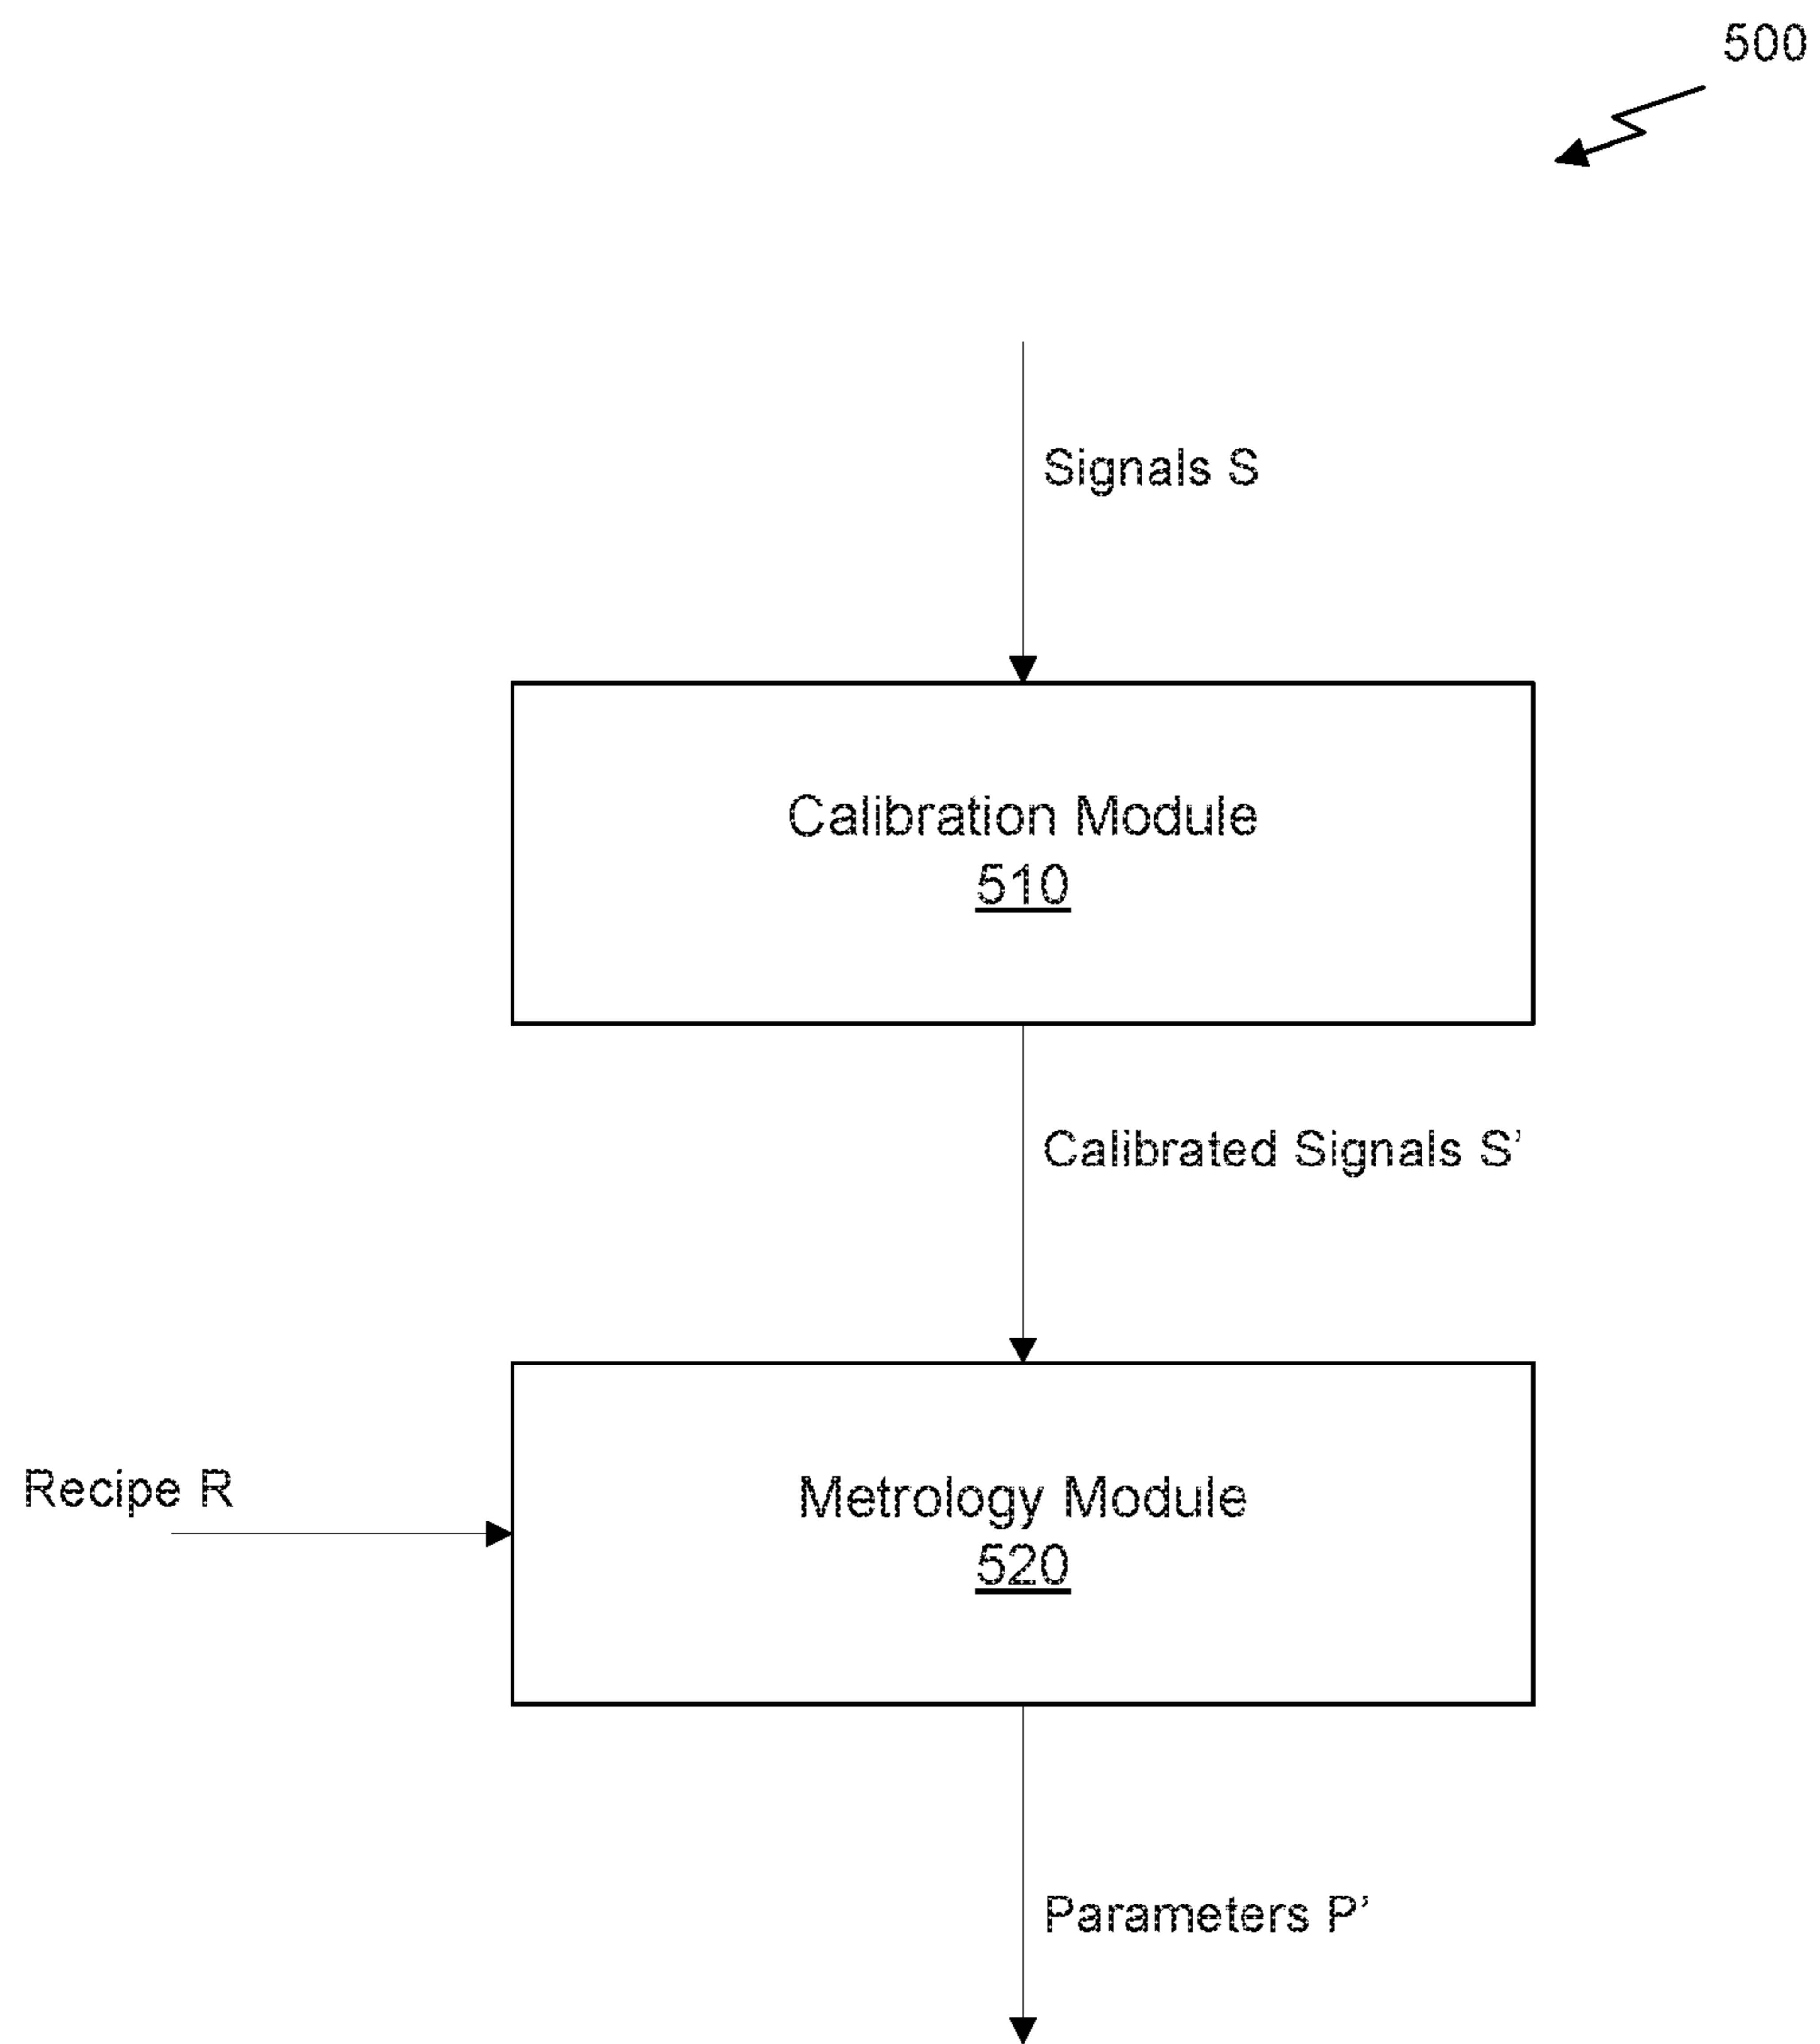 500
Signals S
Calibration Module
510
Calibrated Signals S’
Recipe R
Metrology Module
520
Parameters P’